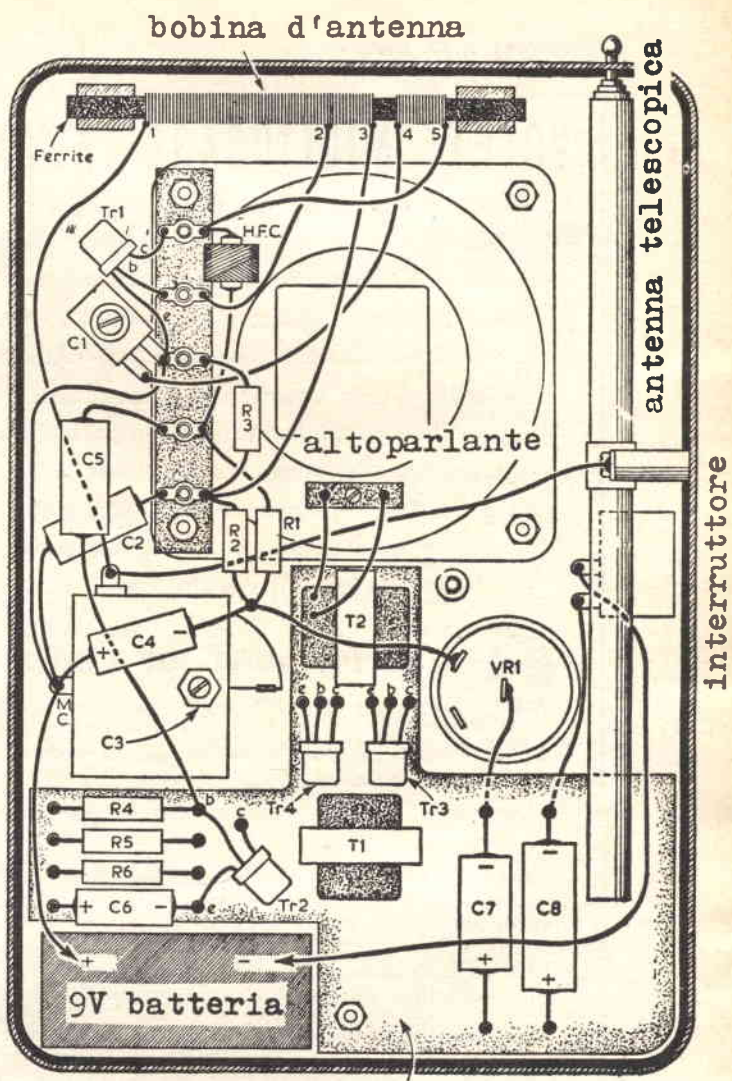 bobina d'antenna
antenna telescopica
1 2 3 4 5
Ferrite
Tr1
H.F.C.
c
b
e
C1
R3
altoparlante
C5
C2
R2
R1
interruttore
T2
C4
+ -
VR1
M.C.
C3
e b c e b c
Tr4
Tr3
R4
b
c
R5
T1
R6
C6
+ -
e
Tr2
C7
- +
C8
- +
+ -
9V batteria